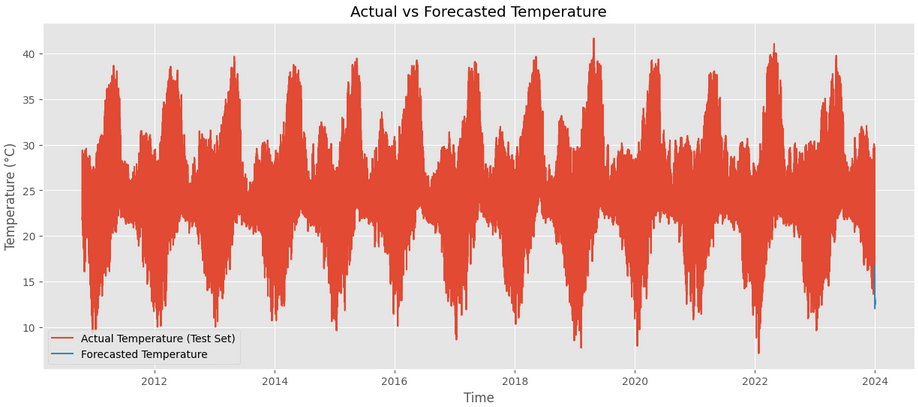 Actual vs Forecasted Temperature
Temperature (°C)
40
35
30
25
20
15
10
Actual Temperature (Test Set)
Forecasted Temperature
2012
2014
2016
2018
2020
2022
2024
Time